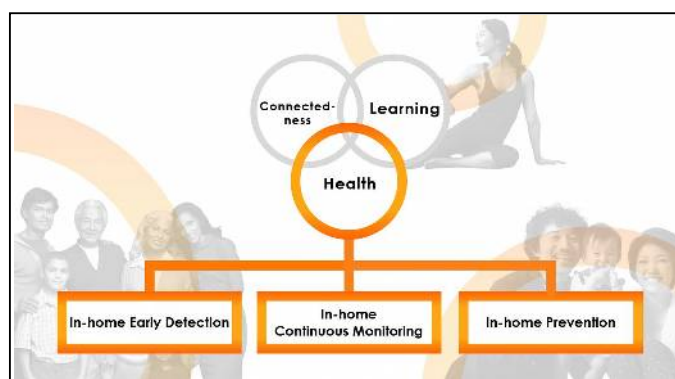 Connected-
ness
Learning
Health
In-home Early Detection
In-home
Continuous Monitoring
In-home Prevention